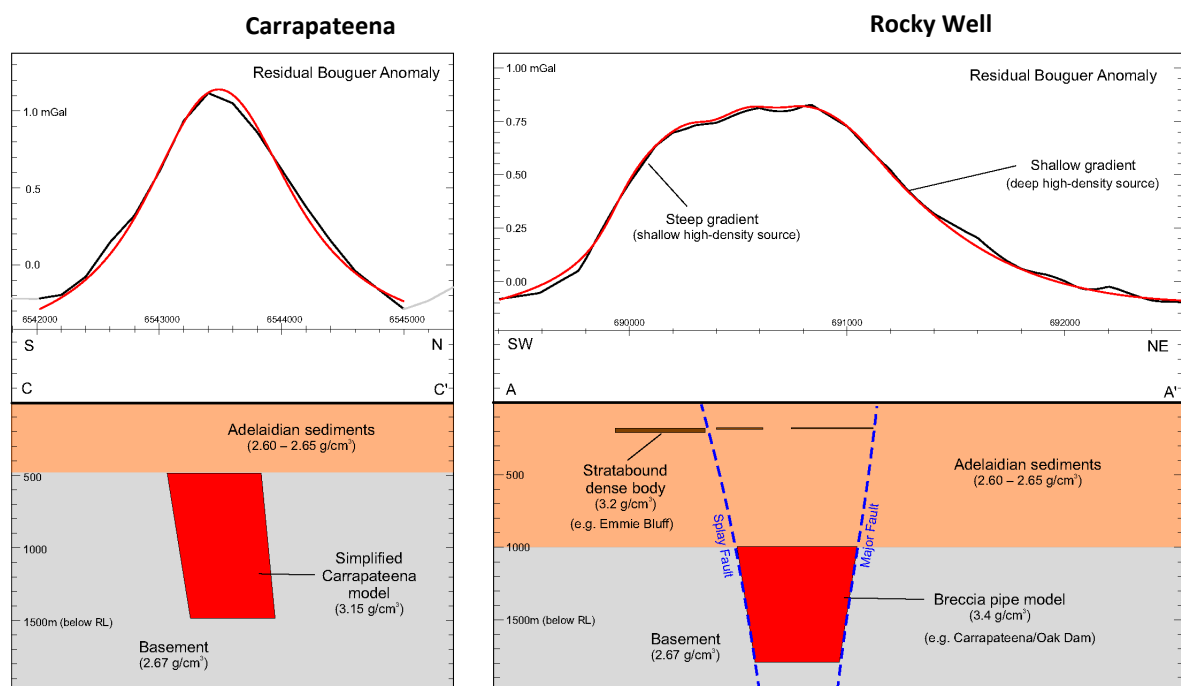 Carrapateena
Residual Bouguer Anomaly
1.0 mGal
0.5
0.0
6542000
6543000
6544000
6545000
S
N
C
C'
Adelaidian sediments
(2.60 – 2.65 g/cm³)
500
1000
Simplified
Carrapateena
model
(3.15 g/cm³)
1500m (below RL)
Basement
(2.67 g/cm³)
Rocky Well
1.00 mGal
Residual Bouguer Anomaly
0.75
0.50
0.25
0.00
Steep gradient
(shallow high-density source)
Shallow gradient
(deep high-density source)
690000
691000
692000
SW
NE
A
A'
Stratabound
dense body
(3.2 g/cm³)
(e.g. Emmie Bluff)
Adelaidian sediments
(2.60 – 2.65 g/cm³)
500
Splay Fault
Major Fault
1000
Breccia pipe model
(3.4 g/cm³)
(e.g. Carrapateena/Oak Dam)
1500m (below RL)
Basement
(2.67 g/cm³)